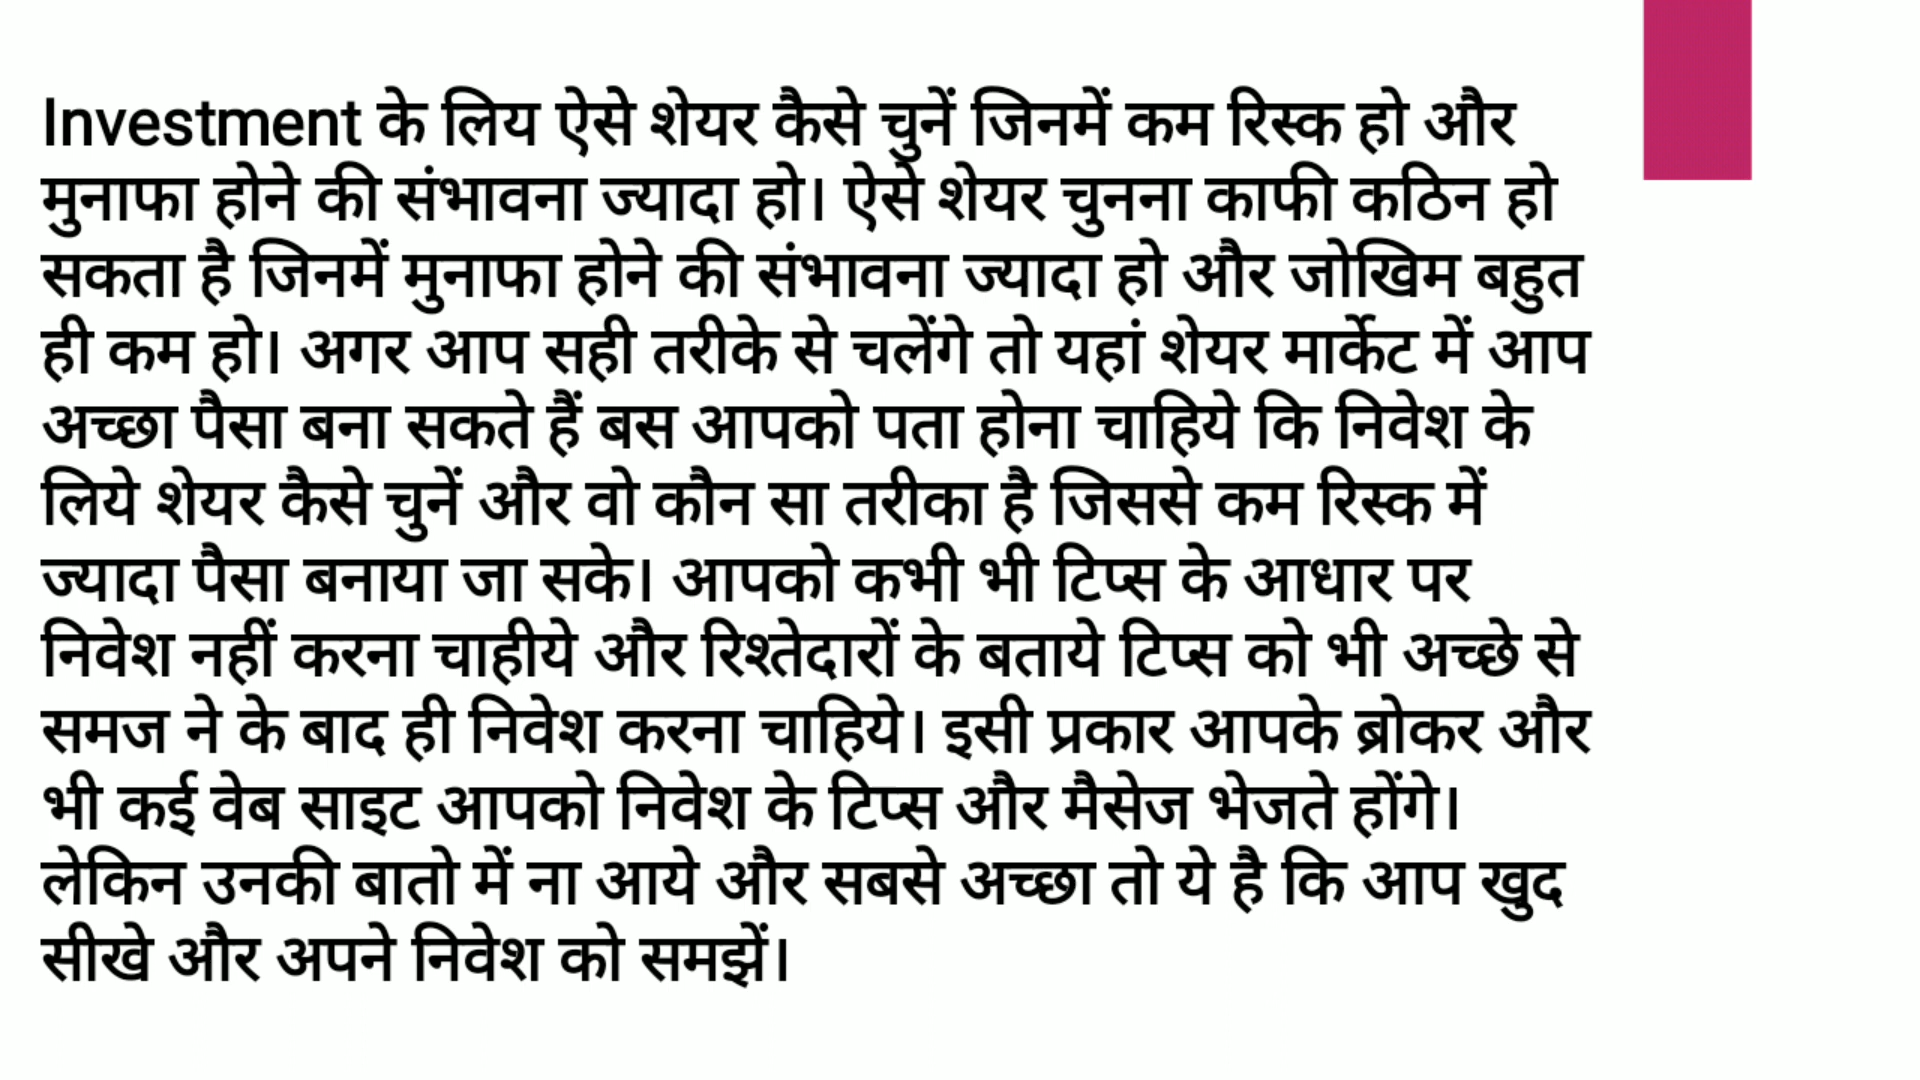 Investment के लिय ऐसे शेयर कैसे चुनें जिनमें कम रिस्क हो और
मुनाफा होने की संभावना ज्यादा हो। ऐसे शेयर चुनना काफी कठिन हो
सकता है जिनमें मुनाफा होने की संभावना ज्यादा हो और जोखिम बहुत
ही कम हो। अगर आप सही तरीके से चलेंगे तो यहां शेयर मार्केट में आप
अच्छा पैसा बना सकते हैं बस आपको पता होना चाहिये कि निवेश के
लिये शेयर कैसे चुनें और वो कौन सा तरीका है जिससे कम रिस्क में
ज्यादा पैसा बनाया जा सके। आपको कभी भी टिप्स के आधार पर
निवेश नहीं करना चाहीये और रिश्तेदारों के बताये टिप्स को भी अच्छे से
समज ने के बाद ही निवेश करना चाहिये। इसी प्रकार आपके ब्रोकर और
भी कई वेब साइट आपको निवेश के टिप्स और मैसेज भेजते होंगे।
लेकिन उनकी बातो में ना आये और सबसे अच्छा तो ये है कि आप खुद
सीखे और अपने निवेश को समझें।